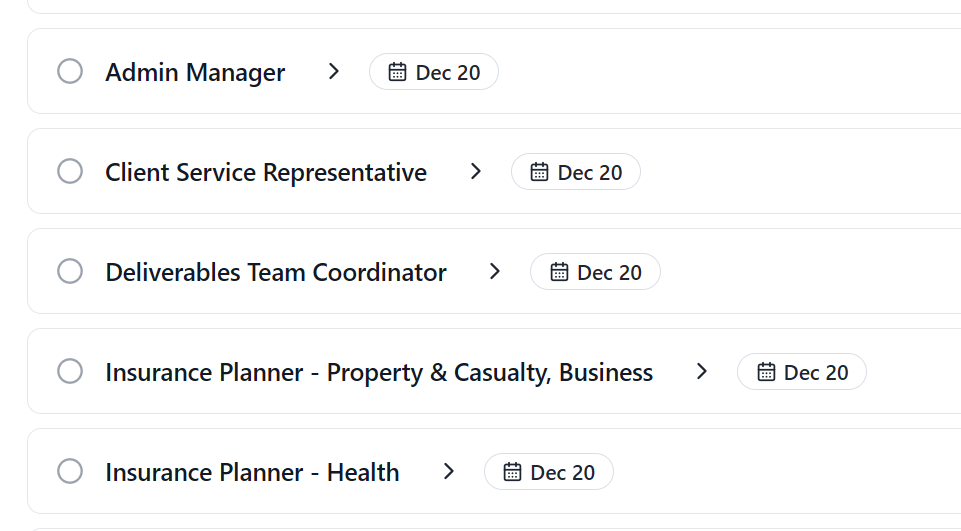 Admin Manager Dec 20
Client Service Representative Dec 20
Deliverables Team Coordinator Dec 20
Insurance Planner - Property & Casualty, Business Dec 20
Insurance Planner - Health Dec 20